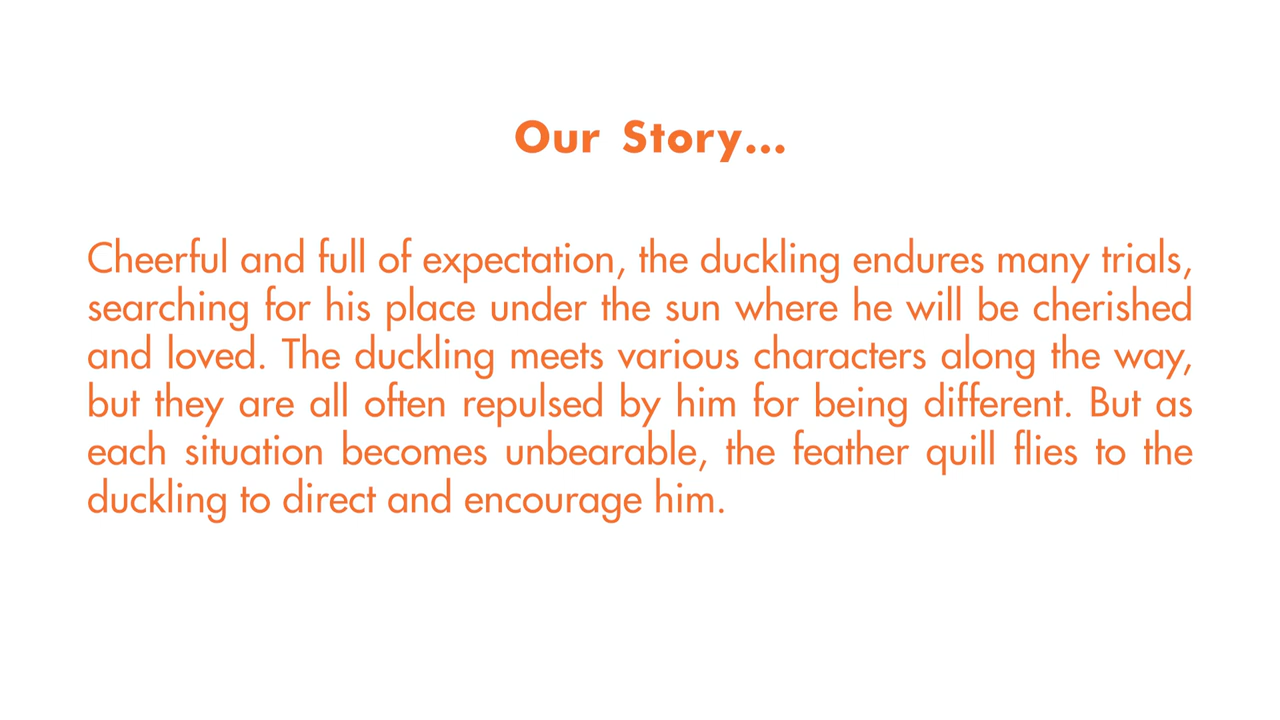 Our Story...
Cheerful and full of expectation, the duckling endures many trials,
searching for his place under the sun where he will be cherished
and loved. The duckling meets various characters along the way,
but they are all often repulsed by him for being different. But as
each situation becomes unbearable, the feather quill flies to the
duckling to direct and encourage him.